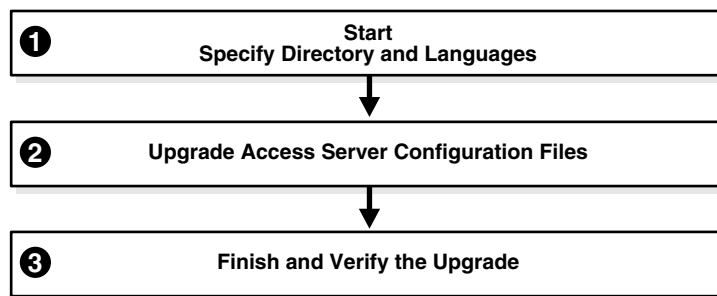 1
Start
Specify Directory and Languages
2
Upgrade Access Server Configuration Files
3
Finish and Verify the Upgrade